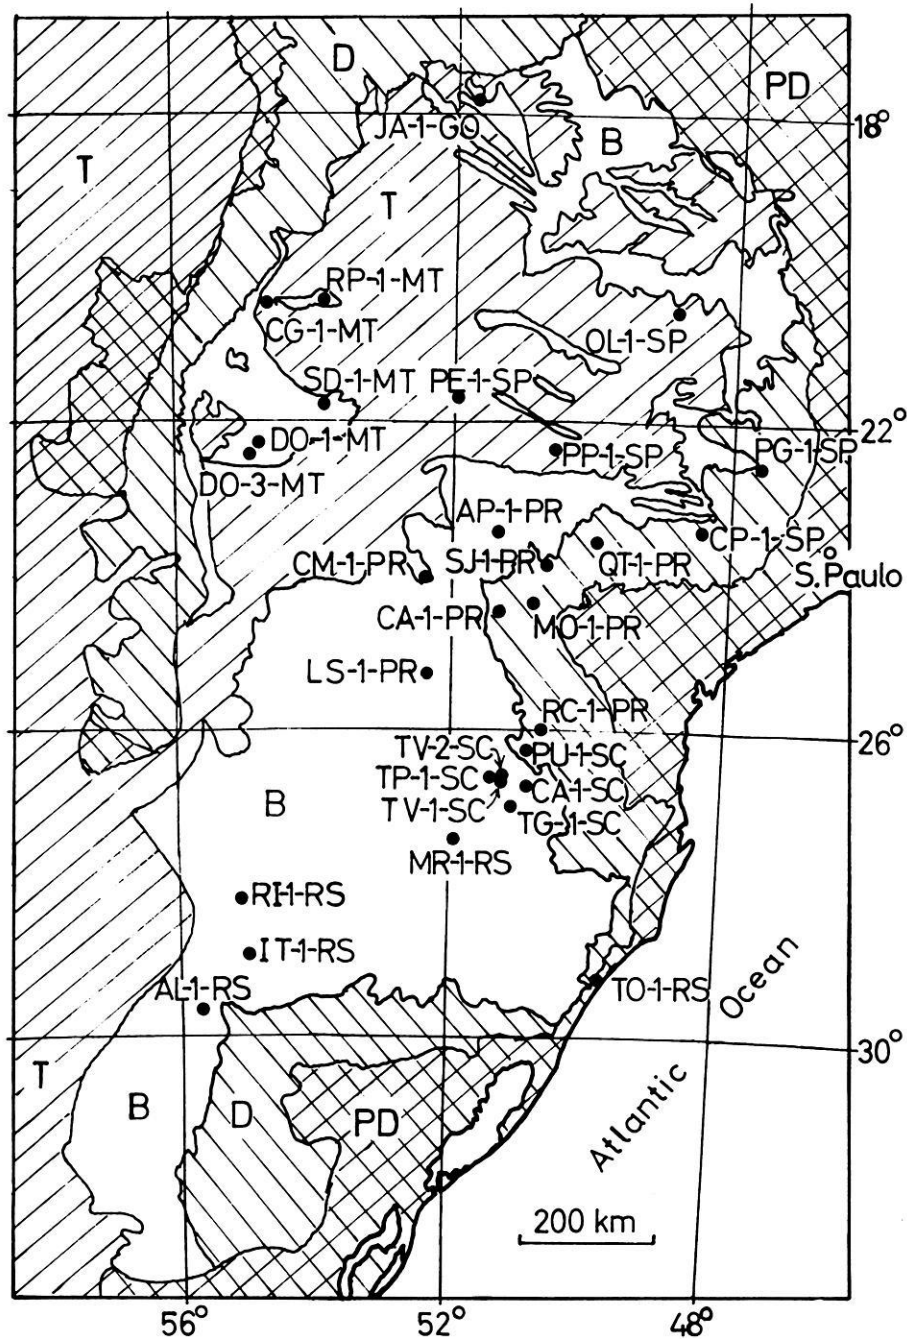 D
PD
JA-1-GO
18°
B
T
T
RP-1-MT
CG-1-MT
OL-1-SP
SD-1-MT
PE-1-SP
22°
DO-1-MT
PP-1-SP
PG-1-SP
DO-3-MT
AP-1-PR
CM-1-PR
SJ-1-PR
QT-1-PR
CP-1-SP
S.Paulo
CA-1-PR
MO-1-PR
LS-1-PR
RC-1-PR
26°
TV-2-SC
PU-1-SC
TP-1-SC
CA-1-SC
B
TV-1-SC
TG-1-SC
MR-1-RS
RI-1-RS
IT-1-RS
AL-1-RS
TO-1-RS
Atlantic Ocean
30°
T
B
D
PD
200 km
56°
52°
48°